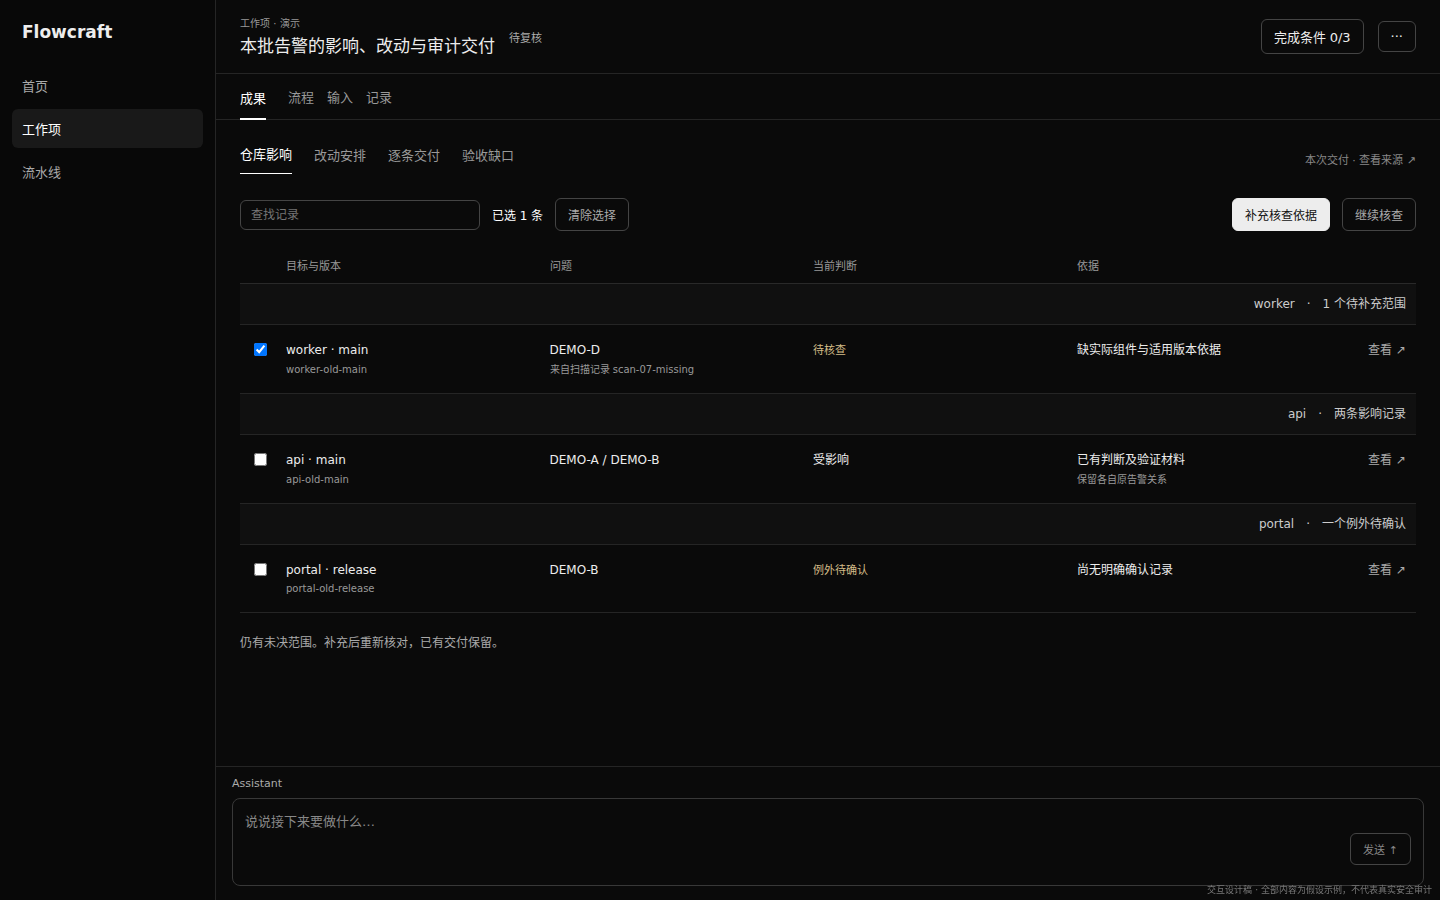 Flowcraft
首页
工作项
流水线
工作项 · 演示
本批告警的影响、改动与审计交付 待复核
完成条件 0/3
···
成果 流程 输入 记录
仓库影响 改动安排 逐条交付 验收缺口
本次交付 · 查看来源 ↗
查找记录 已选 1 条 清除选择 补充核查依据 继续核查
目标与版本 问题 当前判断 依据
worker · 1 个待补充范围
worker · main DEMO-D 待核查 缺实际组件与适用版本依据 查看 ↗
worker-old-main 来自扫描记录 scan-07-missing
api · 两条影响记录
api · main DEMO-A / DEMO-B 受影响 已有判断及验证材料 查看 ↗
api-old-main 保留各自原告警关系
portal · 一个例外待确认
portal · release DEMO-B 例外待确认 尚无明确确认记录 查看 ↗
portal-old-release
仍有未决范围。补充后重新核对，已有交付保留。
Assistant
说说接下来要做什么…
发送 ↑
交互设计稿 · 全部内容为假设示例，不代表真实安全审计